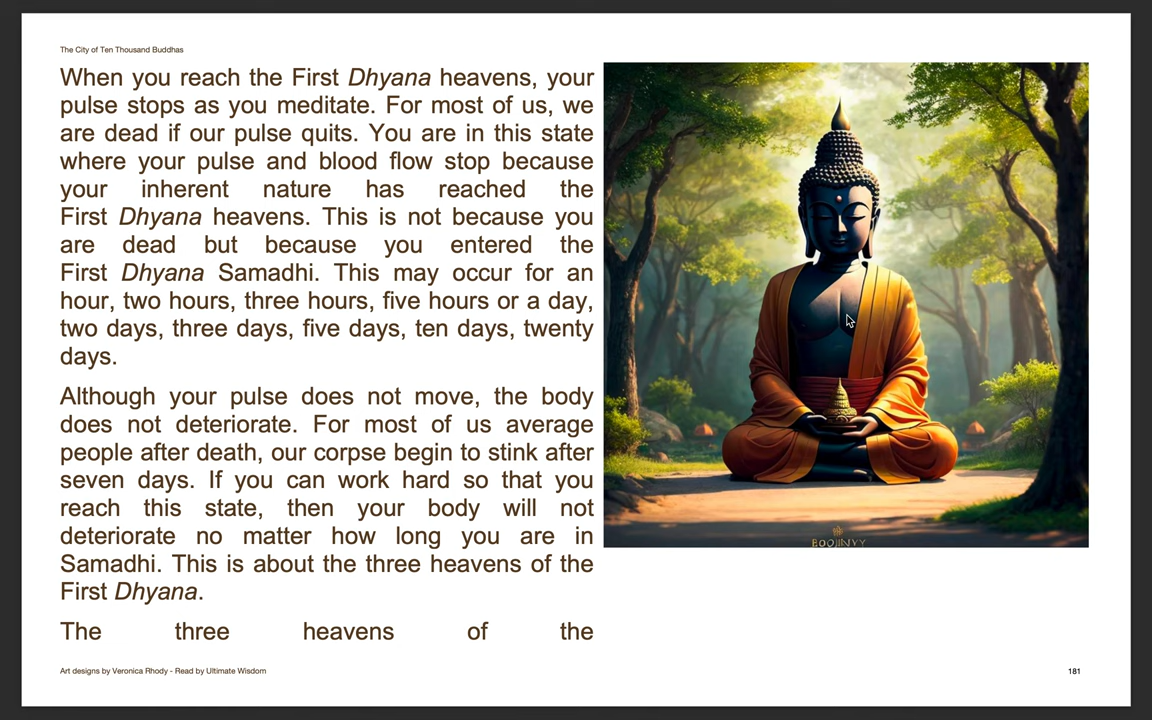 The City of Ten Thousand Buddhas
When you reach the First Dhyana heavens, your
pulse stops as you meditate. For most of us, we
are dead if our pulse quits. You are in this state
where your pulse and blood flow stop because
your inherent nature has reached the
First Dhyana heavens. This is not because you
are dead but because you entered the
First Dhyana Samadhi. This may occur for an
hour, two hours, three hours, five hours or a day,
two days, three days, five days, ten days, twenty
days.
Although your pulse does not move, the body
does not deteriorate. For most of us average
people after death, our corpse begin to stink after
seven days. If you can work hard so that you
reach this state, then your body will not
deteriorate no matter how long you are in
Samadhi. This is about the three heavens of the
First Dhyana.
The three heavens of the
Art designs by Veronica Rhody - Read by Ultimate Wisdom
181